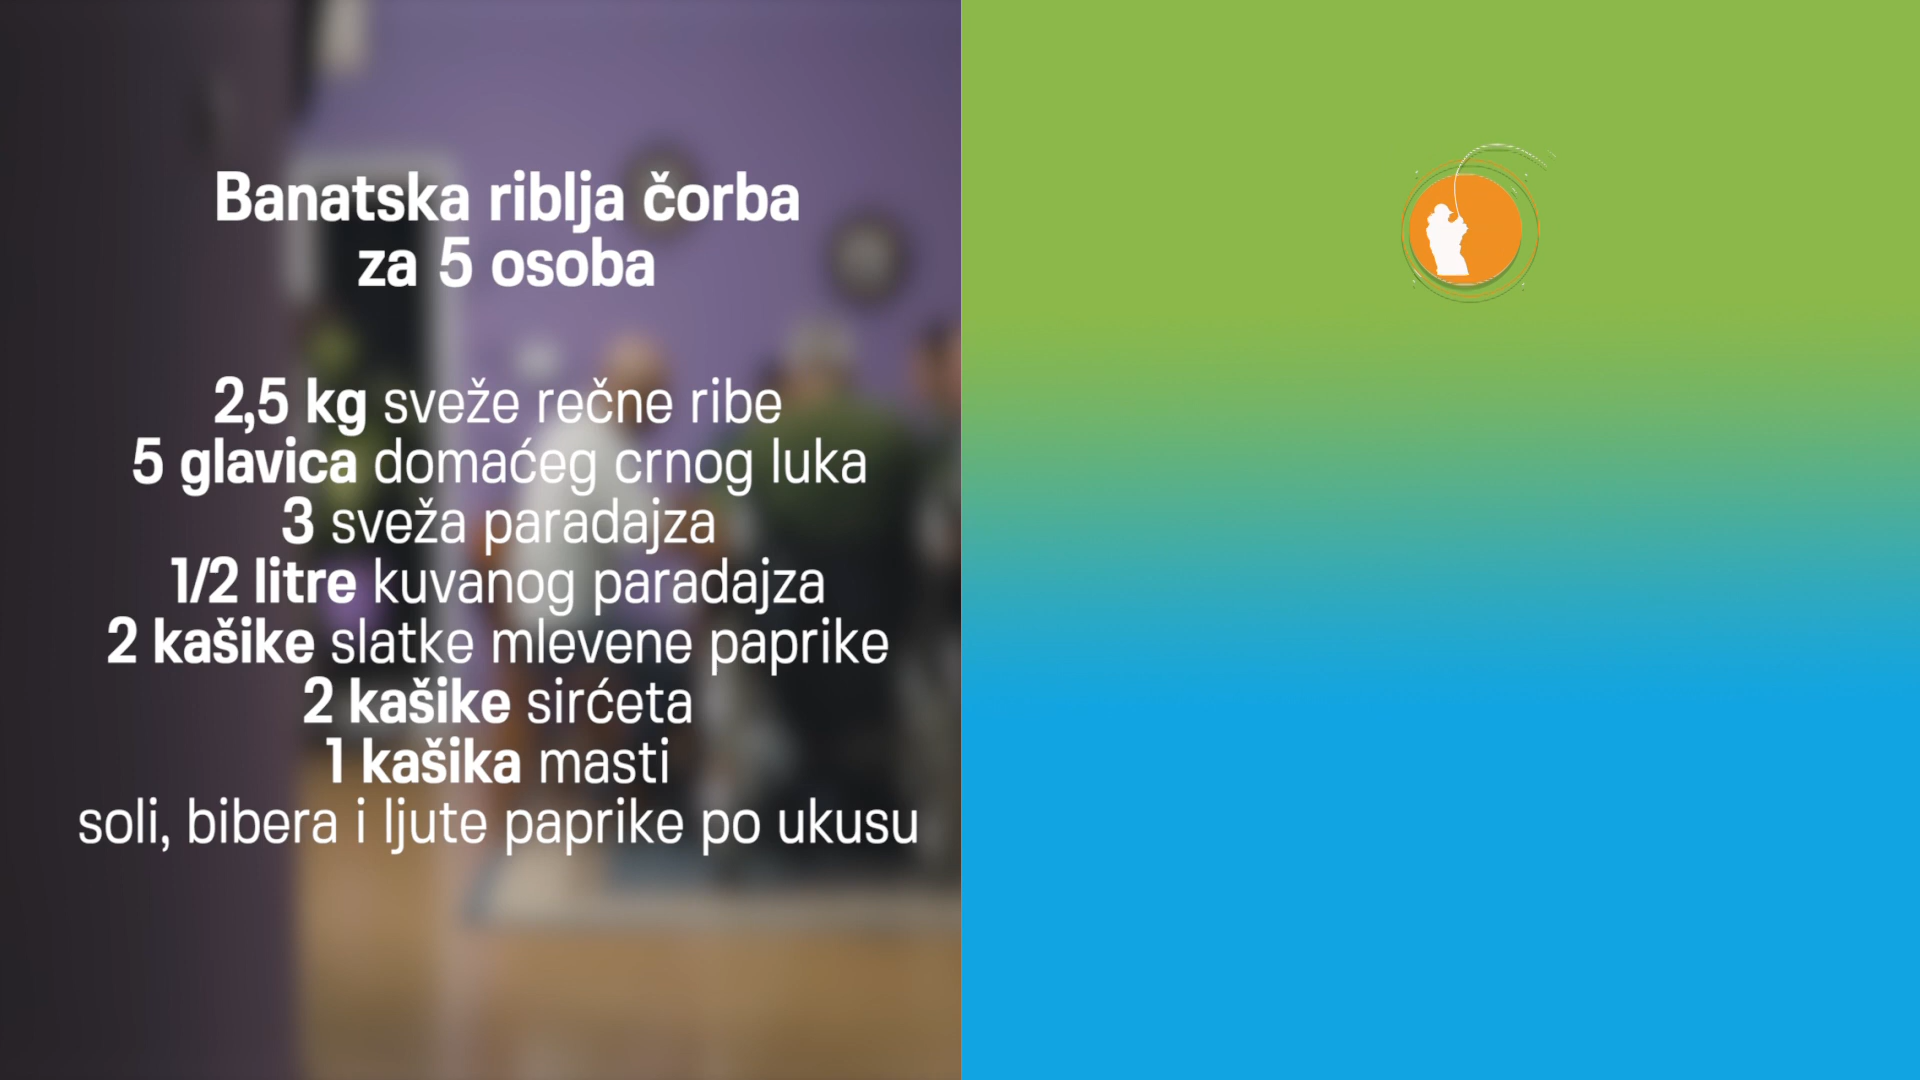 Banatska riblja čorba
za 5 osoba
2,5 kg sveže rečne ribe
5 glavica domaćeg crnog luka
3 sveža paradajza
1/2 litre kuvanog paradajza
2 kašike slatke mlevene paprike
2 kašike sirćeta
1 kašika masti
soli, bibera i ljute paprike po ukusu